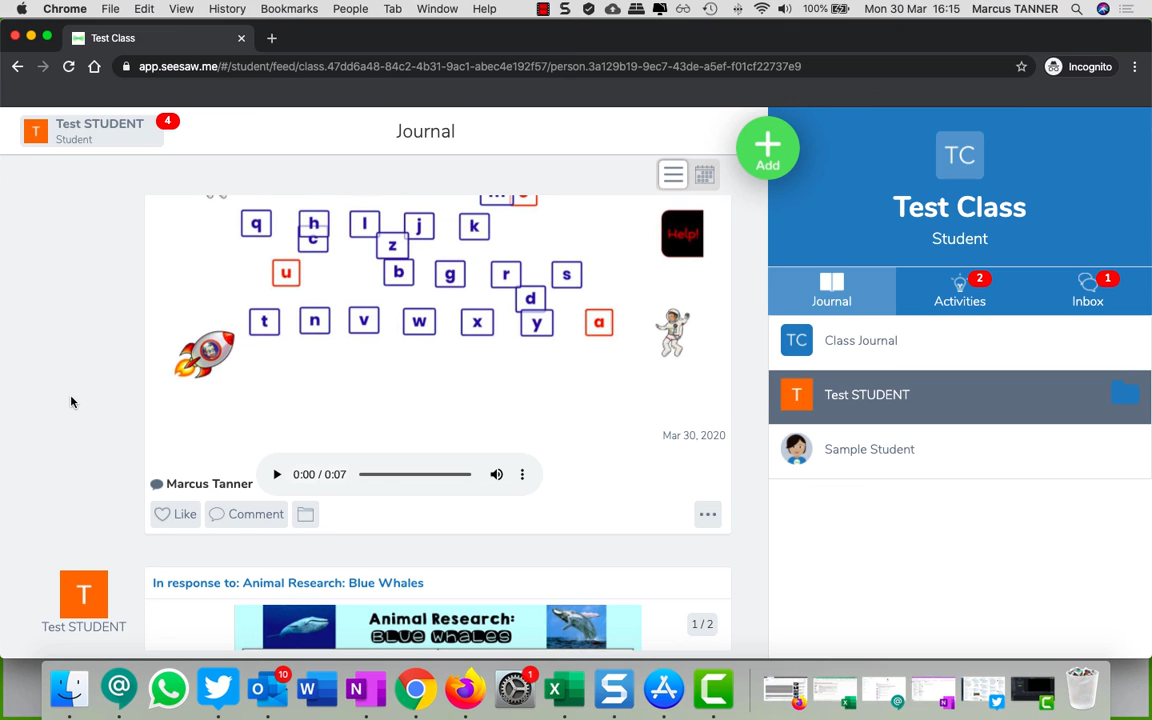 Chrome File Edit View History Bookmarks People Tab Window Help 100% Mon 30 Mar 16:15 Marcus TANNER
Test Class
app.seesaw.me/#/student/feed/class.47dd6a48-84c2-4b31-9ac1-abec4e192f57/person.3a129b19-9ec7-43de-a5ef-f01cf22737e9 Incognito
T Test STUDENT 4
Student
Journal
+
Add
TC
Test Class
Student
Journal
Activities 2
Inbox 1
TC Class Journal
T Test STUDENT
Sample Student
q h l j k
c z
Help!
u b g r s
d
t n v w x y a
Mar 30, 2020
Marcus Tanner 0:00 / 0:07
Like Comment
T
Test STUDENT
In response to: Animal Research: Blue Whales
Animal Research:
Blue Whales
1 / 2
10
1